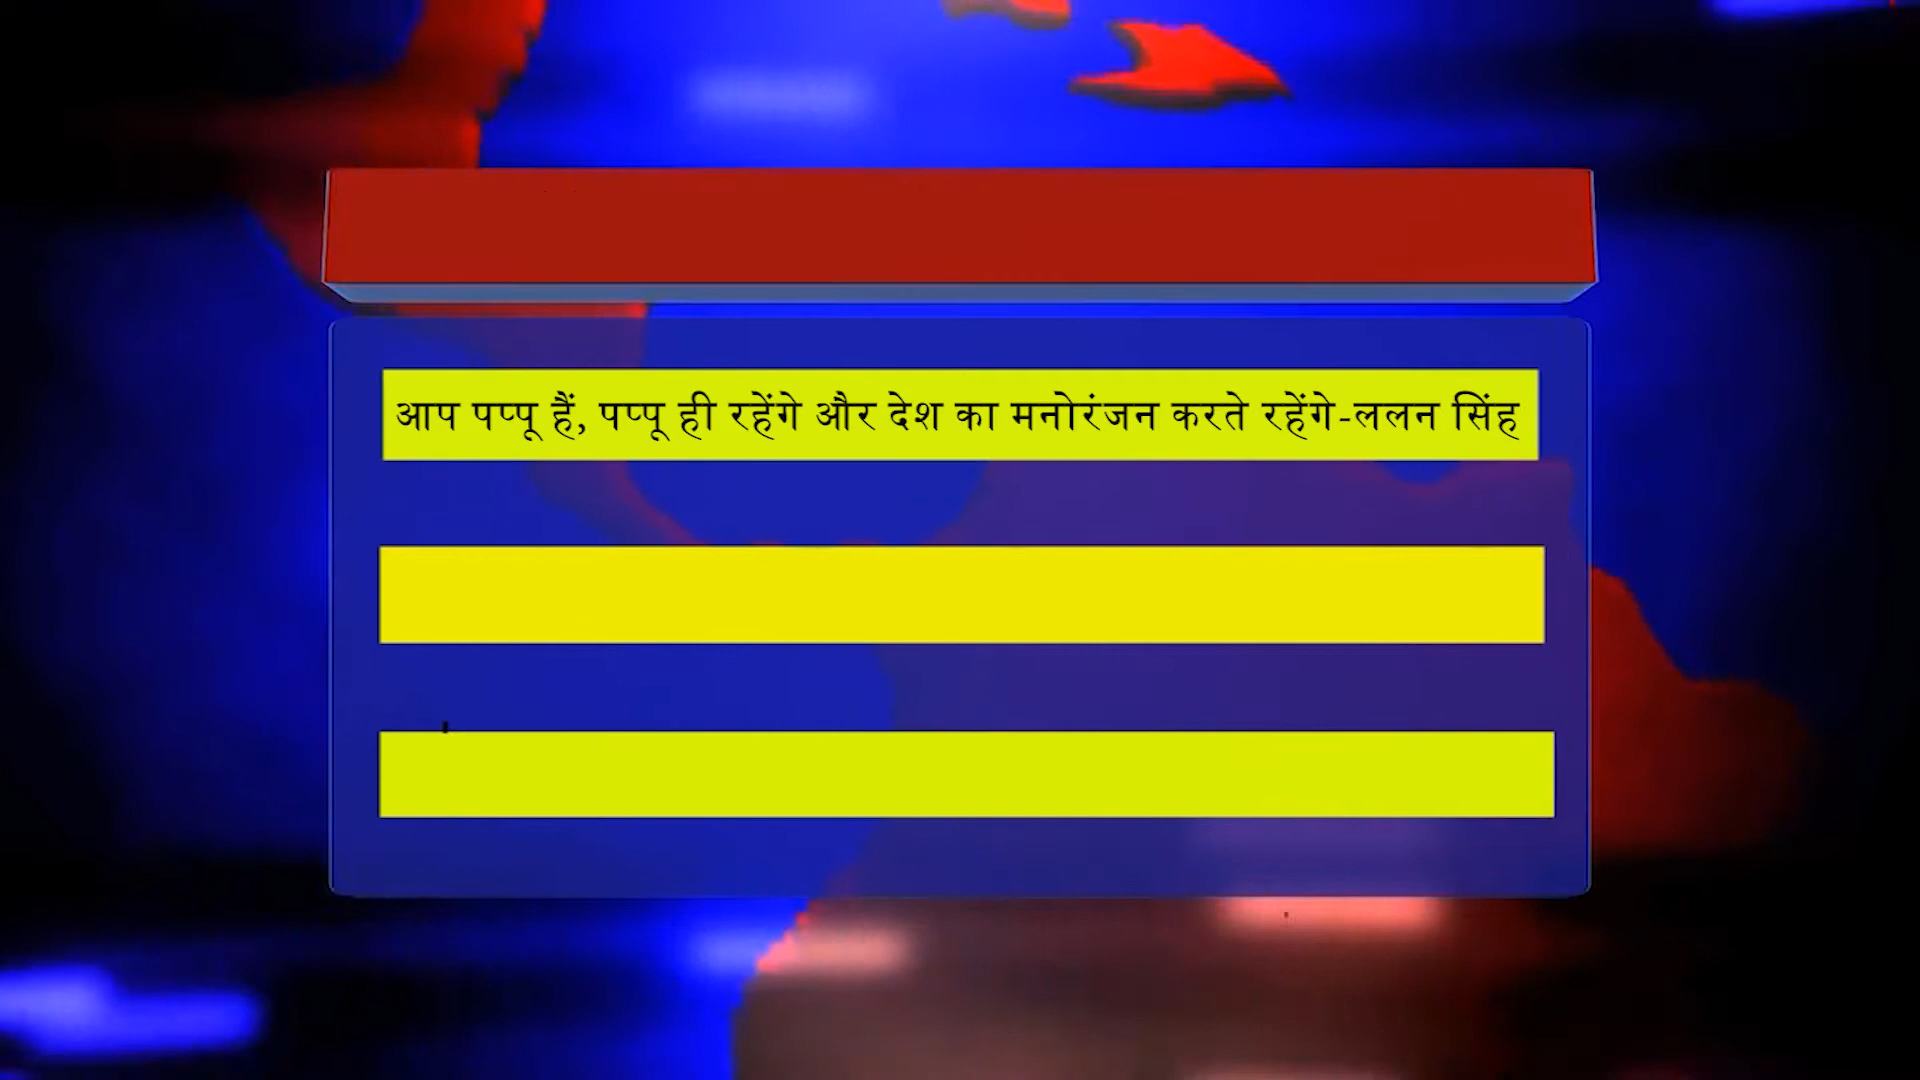 आप पप्पू हैं, पप्पू ही रहेंगे और देश का मनोरंजन करते रहेंगे-ललन सिंह